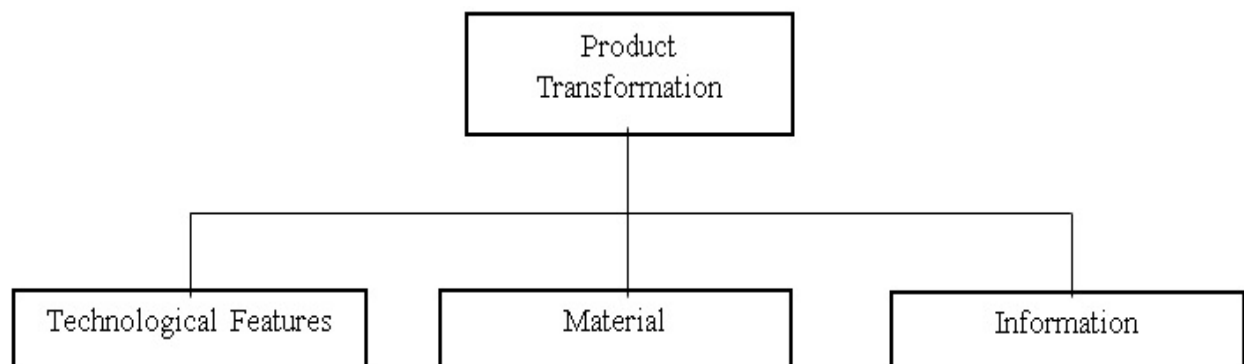 Product
Transformation
Technological Features
Material
Information